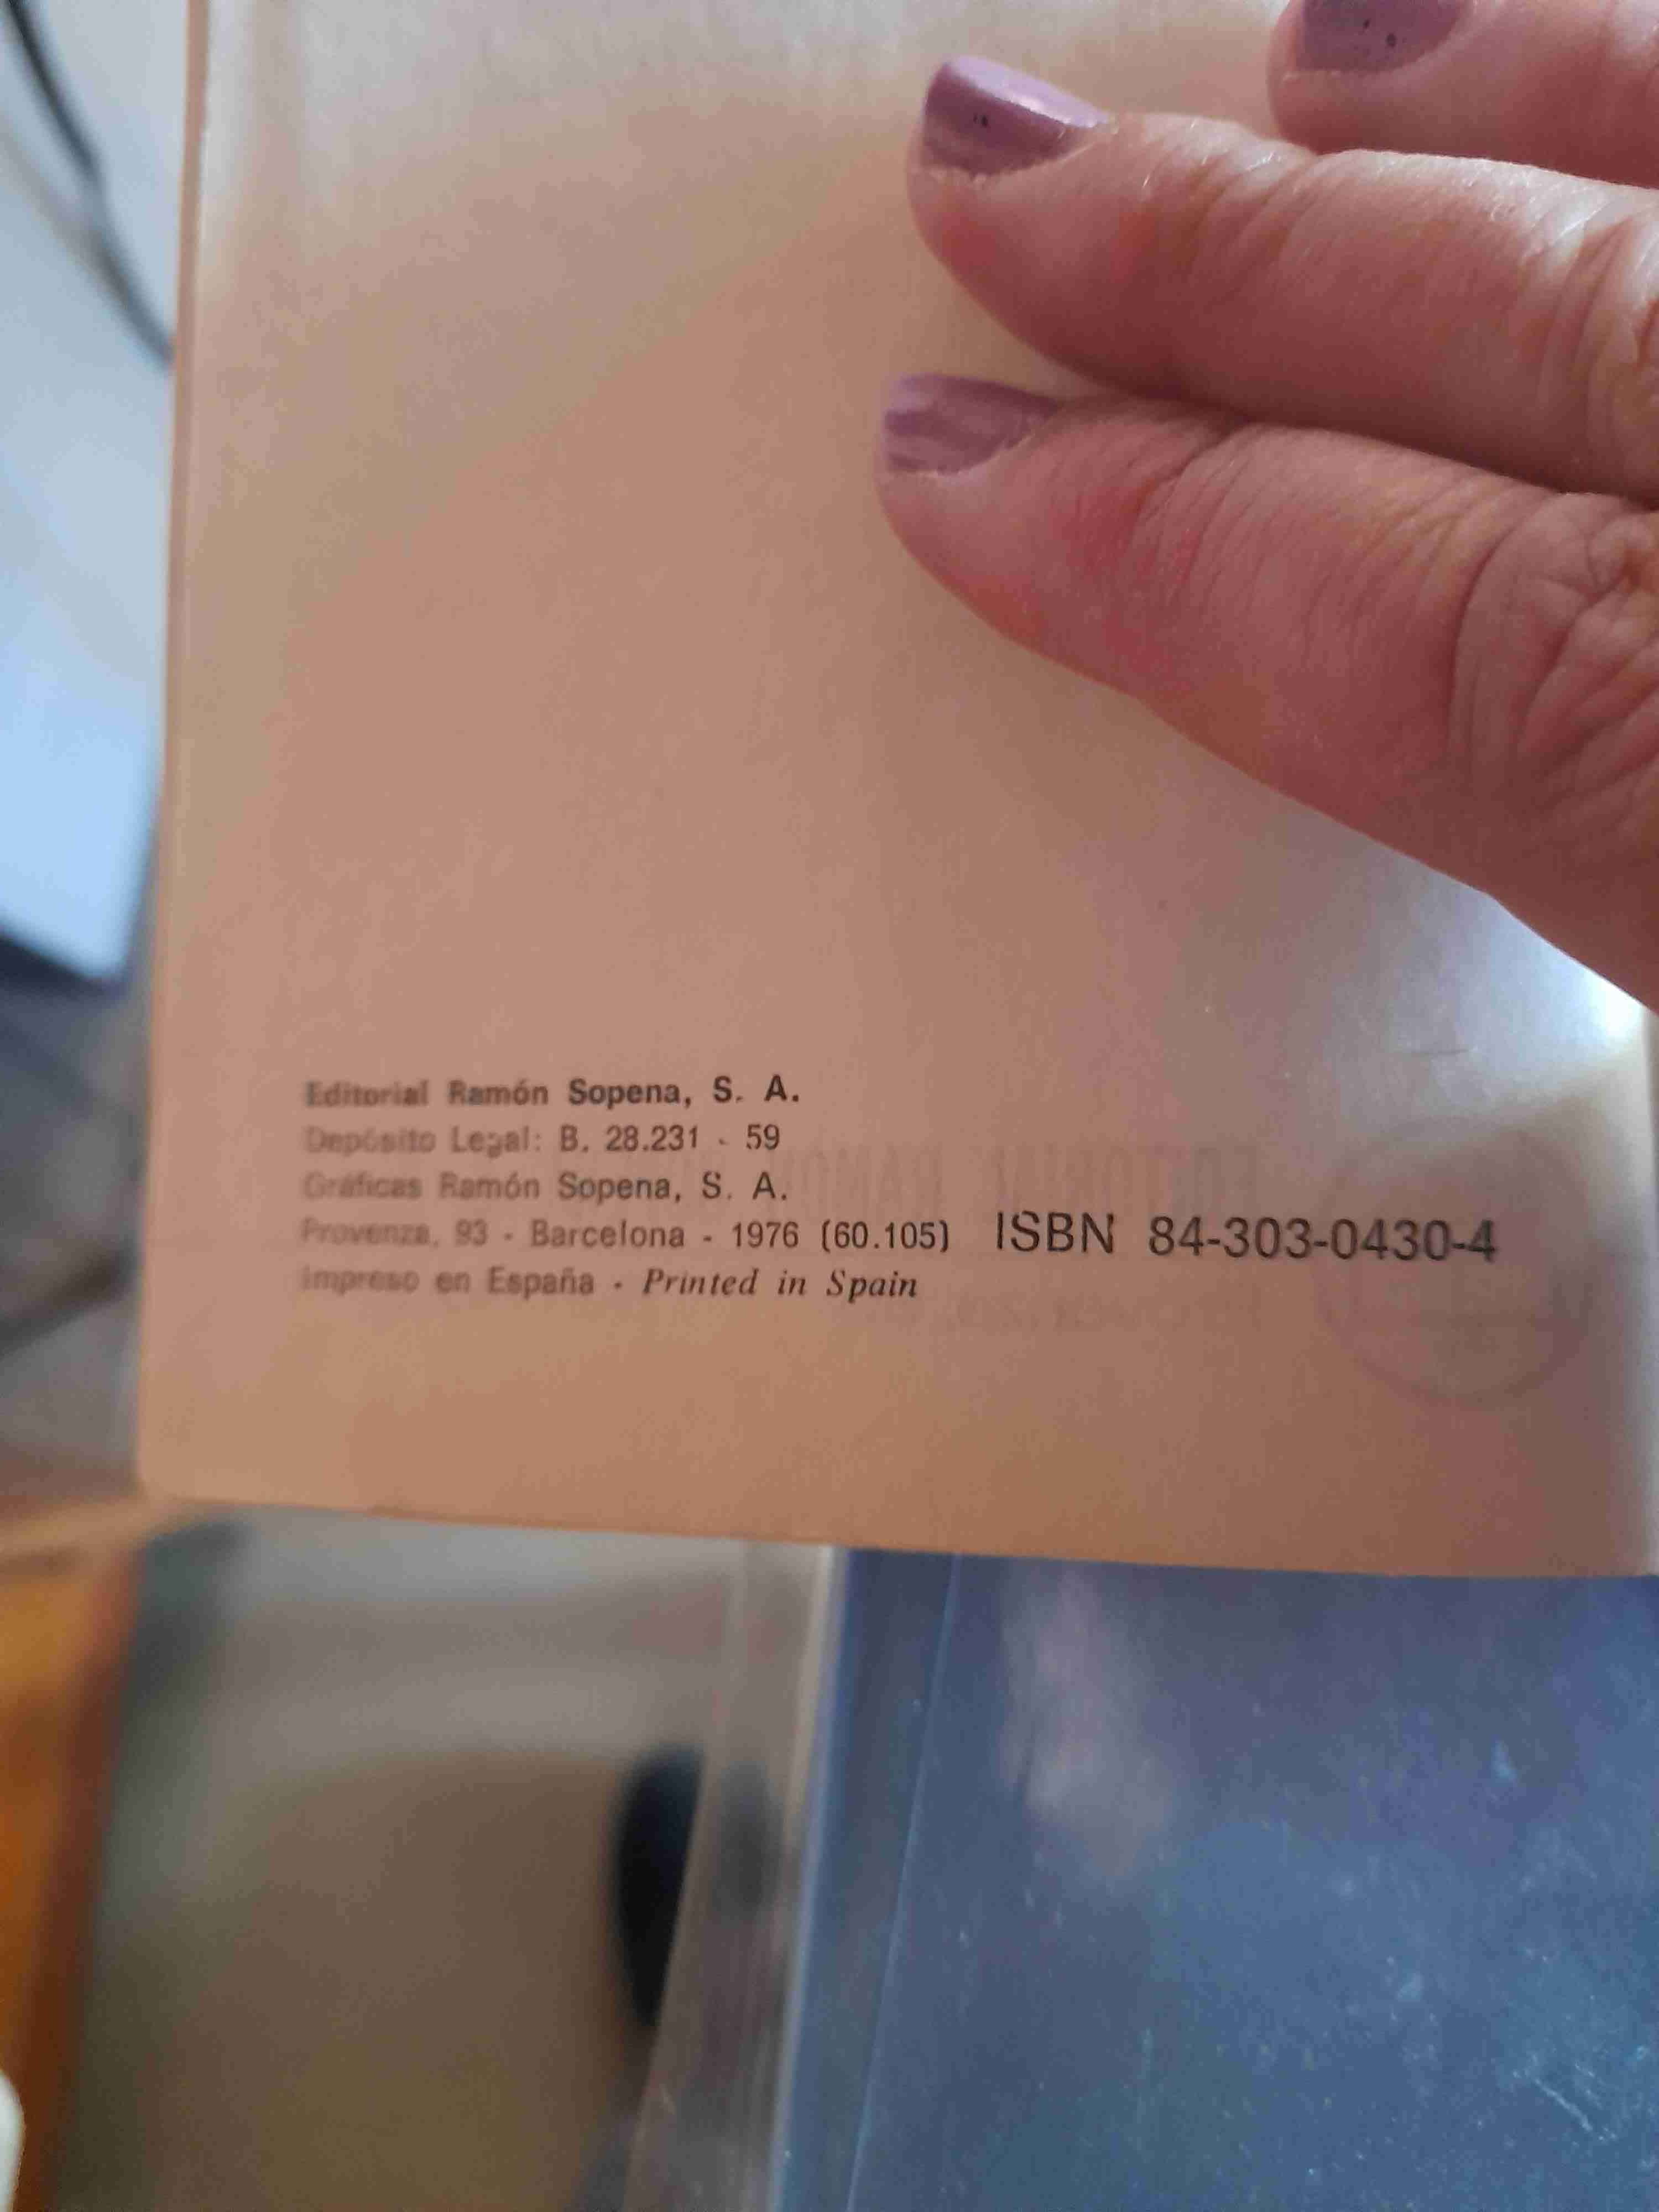 Editorial Ramón Sopena, S. A.
Depósito Legal: B. 28.231 - 59
Gráficas Ramón Sopena, S. A.
Provenza, 93 - Barcelona - 1976 (60.105) ISBN 84-303-0430-4
Impreso en España - Printed in Spain